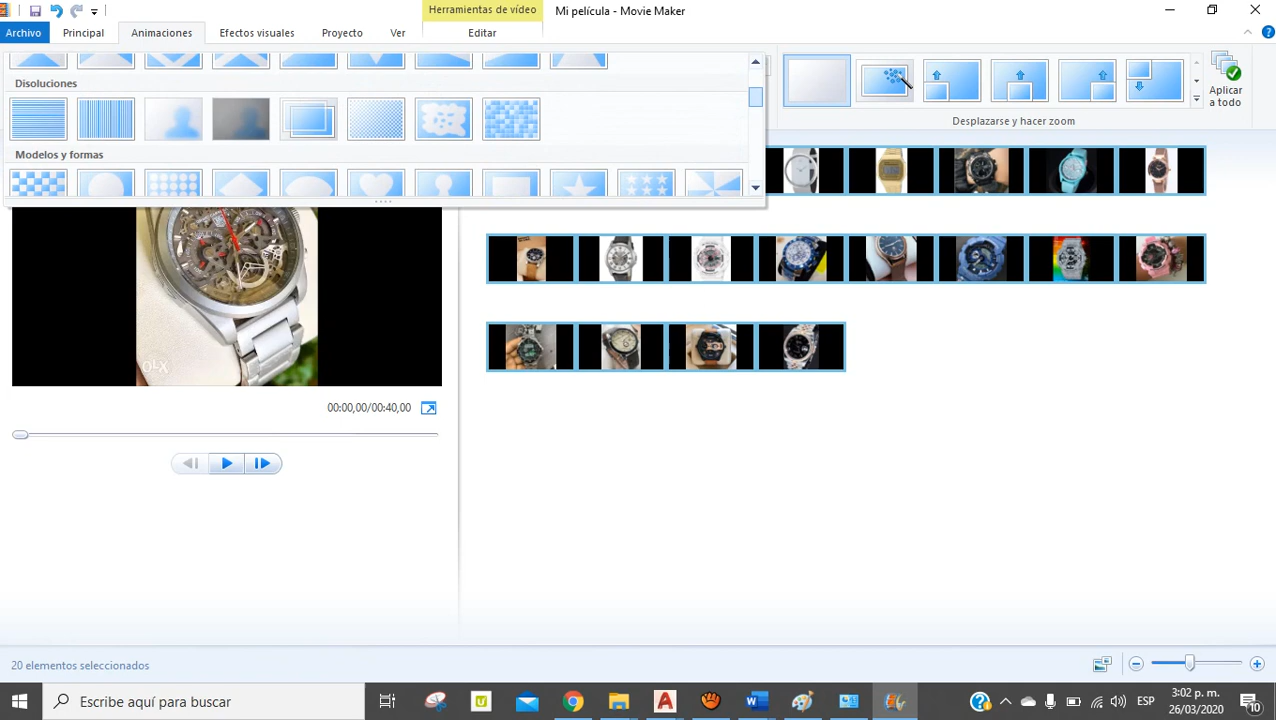 Herramientas de vídeo
Mi película - Movie Maker
Archivo
Principal
Animaciones
Efectos visuales
Proyecto
Ver
Editar
Disoluciones
Modelos y formas
Aplicar
a todo
Desplazarse y hacer zoom
OLX
00:00,00/00:40,00
20 elementos seleccionados
Escribe aquí para buscar
ESP
3:02 p. m.
26/03/2020
10